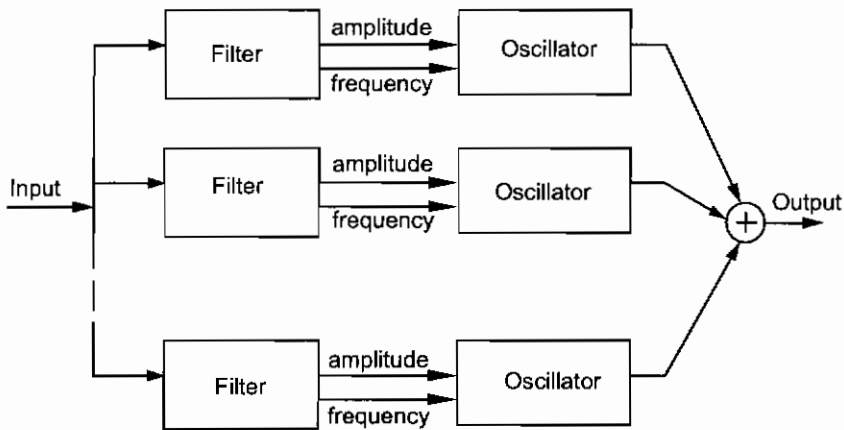 Filter
amplitude
frequency
Oscillator
Input
Filter
amplitude
frequency
Oscillator
+
Output
Filter
amplitude
frequency
Oscillator